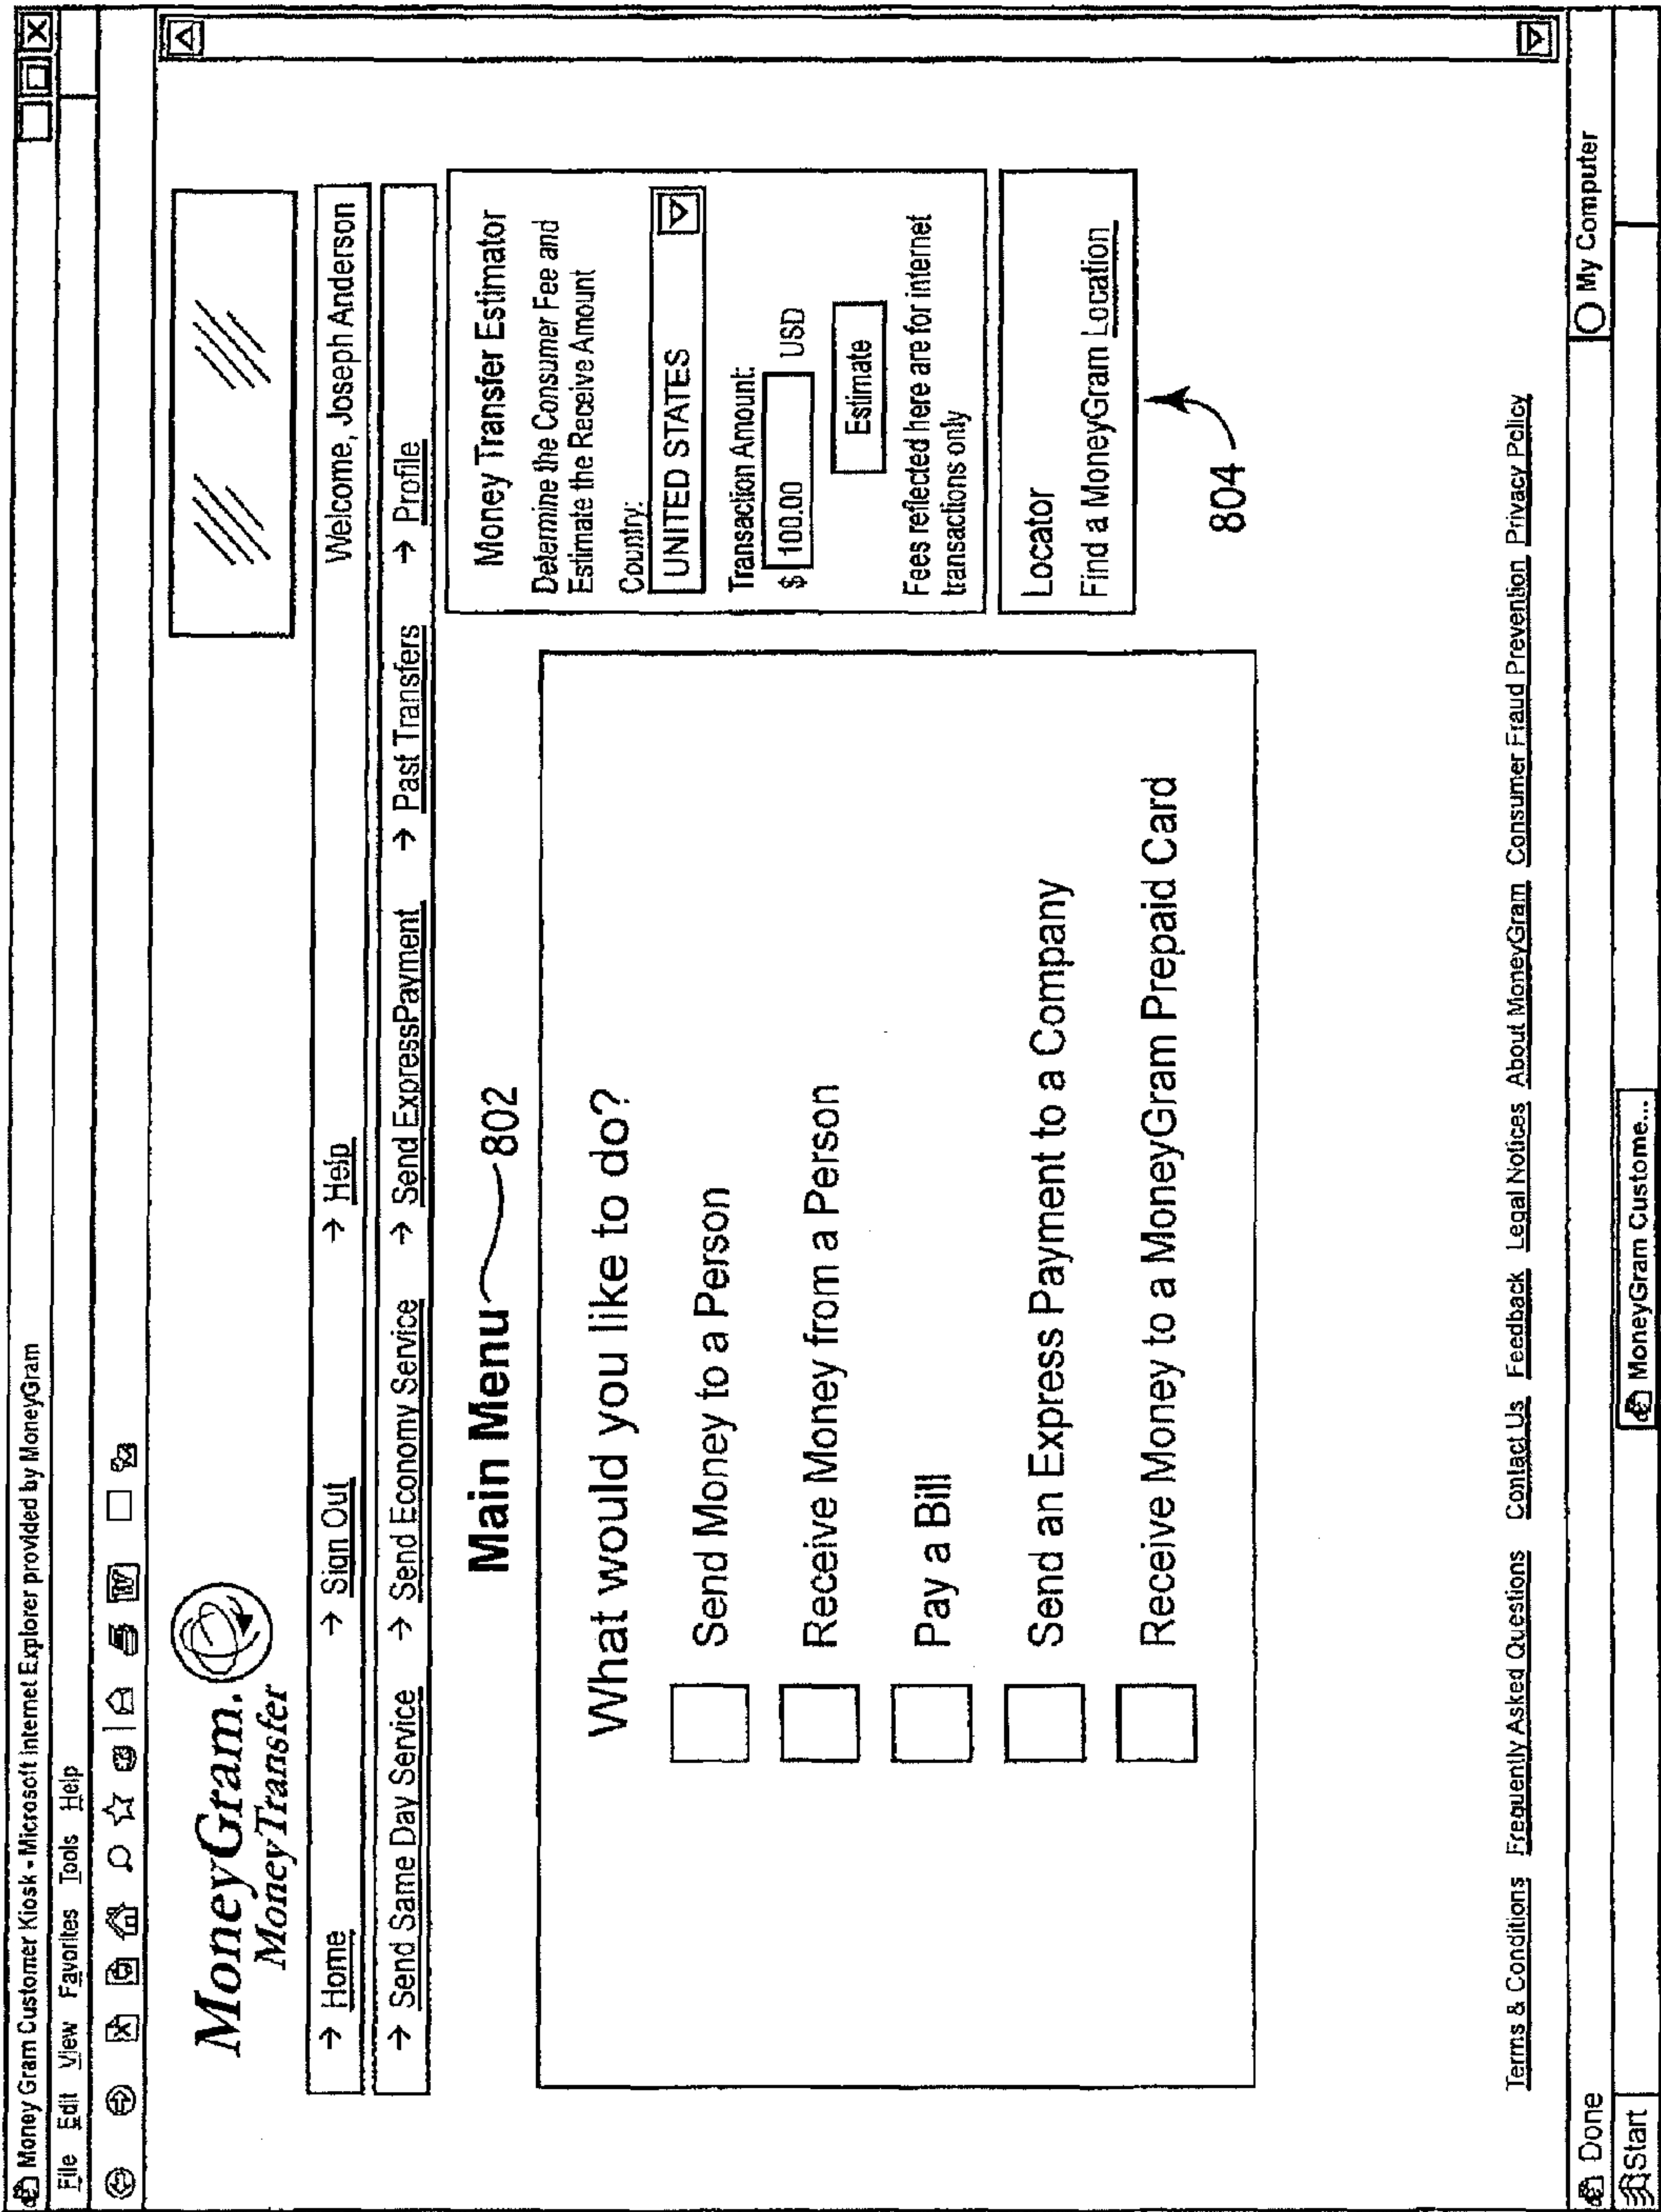 Money Gram Customer Kiosk - Microsoft Internet Explorer provided by MoneyGram
File Edit View Favorites Tools Help
MoneyGram.
MoneyTransfer
→ Home → Sign Out → Help Welcome, Joseph Anderson
→ Send Same Day Service → Send Economy Service → Send ExpressPayment → Past Transfers → Profile
Main Menu 802
What would you like to do?
Send Money to a Person
Receive Money from a Person
Pay a Bill
Send an Express Payment to a Company
Receive Money to a MoneyGram Prepaid Card
Money Transfer Estimator
Determine the Consumer Fee and
Estimate the Receive Amount
Country:
UNITED STATES
Transaction Amount:
$ 100.00 USD
Estimate
Fees reflected here are for internet
transactions only
Locator
Find a MoneyGram Location
804
Terms & Conditions Frequently Asked Questions Contact Us Feedback Legal Notices About MoneyGram Consumer Fraud Prevention Privacy Policy
Done My Computer
Start MoneyGram Custome...